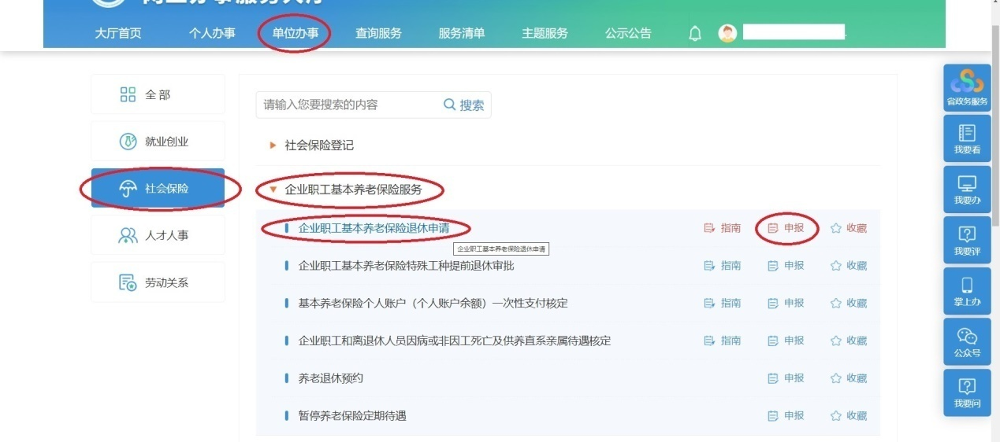 大厅首页 个人办事 单位办事 查询服务 服务清单 主题服务 公示公告
全部
就业创业
社会保险
人才人事
劳动关系
请输入您要搜索的内容 搜索
社会保险登记
企业职工基本养老保险服务
企业职工基本养老保险退休申请 指南 申报 收藏
企业职工基本养老保险退休申请
企业职工基本养老保险特殊工种提前退休审批 指南 申报 收藏
基本养老保险个人账户（个人账户余额）一次性支付核定 指南 申报 收藏
企业职工和离退休人员因病或非因工死亡及供养直系亲属待遇核定 指南 申报 收藏
养老退休预约 申报 收藏
暂停养老保险定期待遇 申报 收藏
省政务服务
我要看
我要办
我要评
掌上办
公众号
我要问